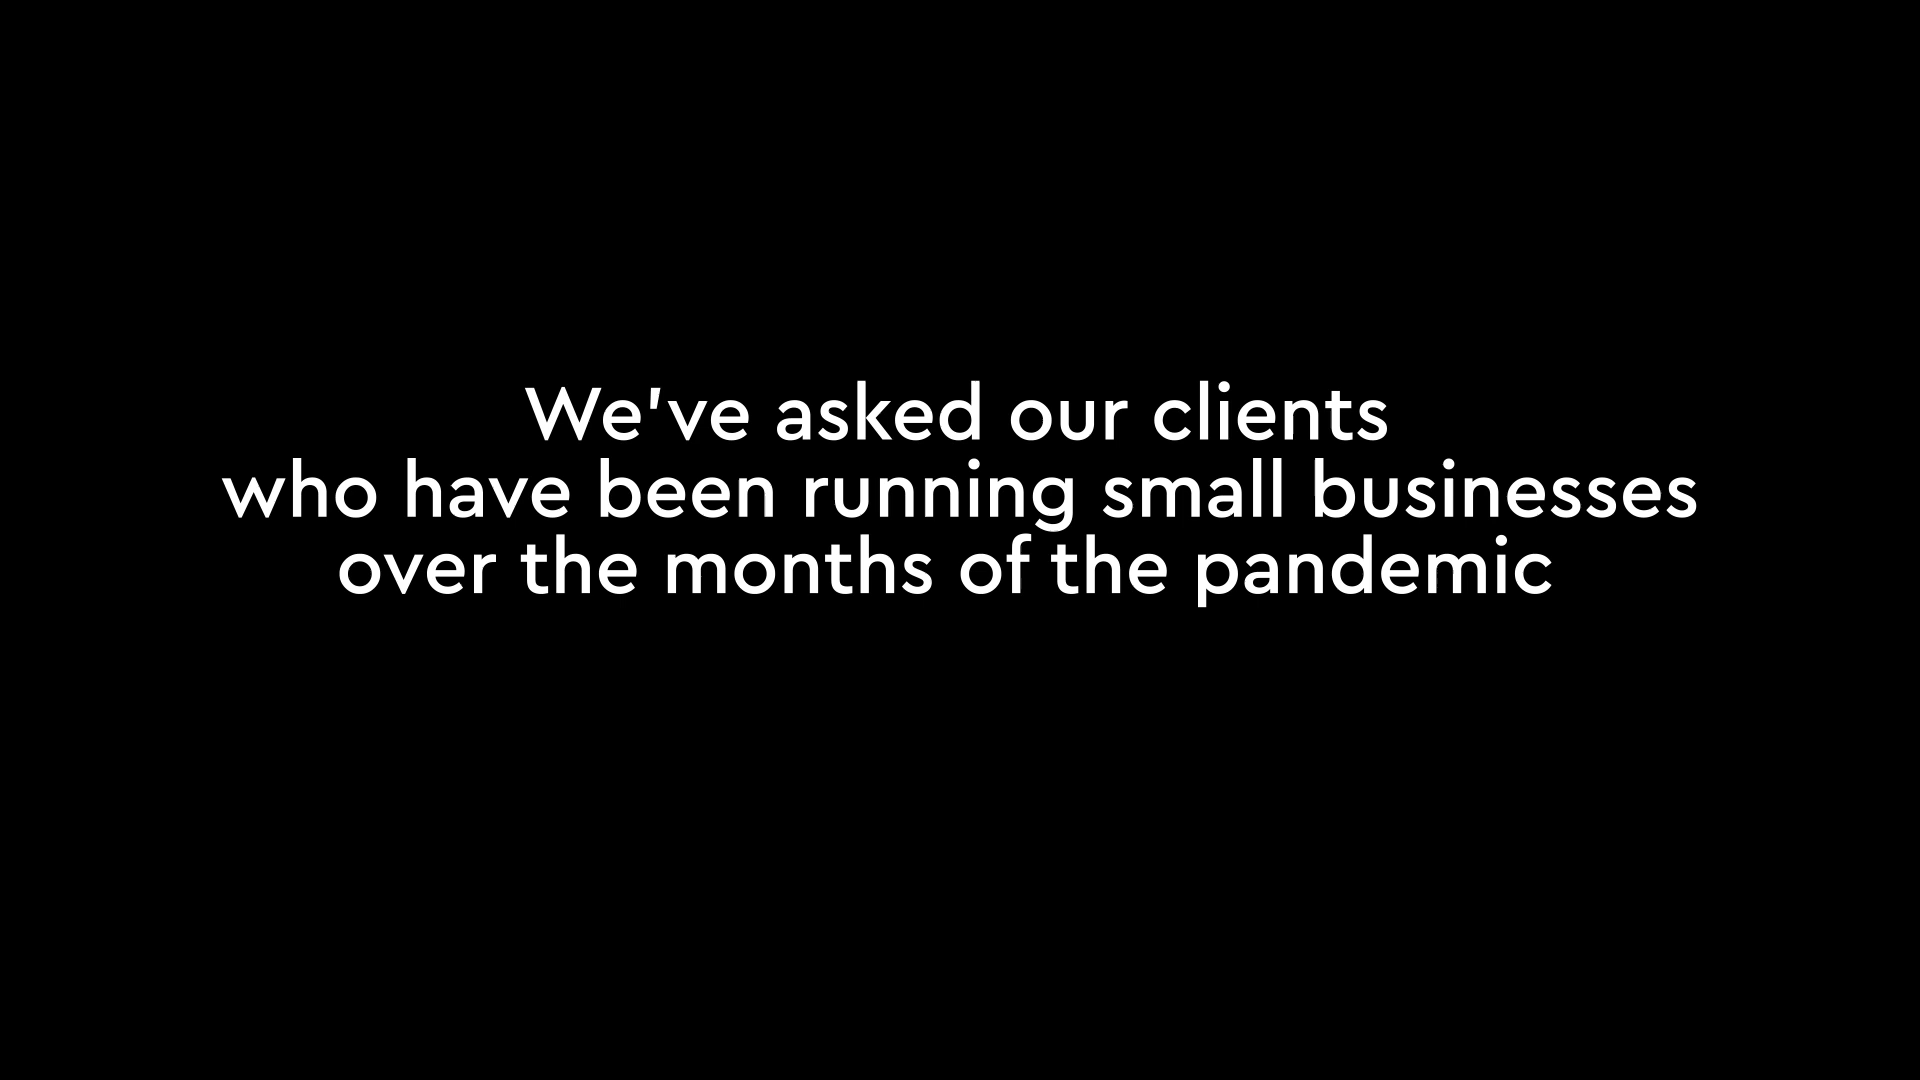 We've asked our clients
who have been running small businesses
over the months of the pandemic